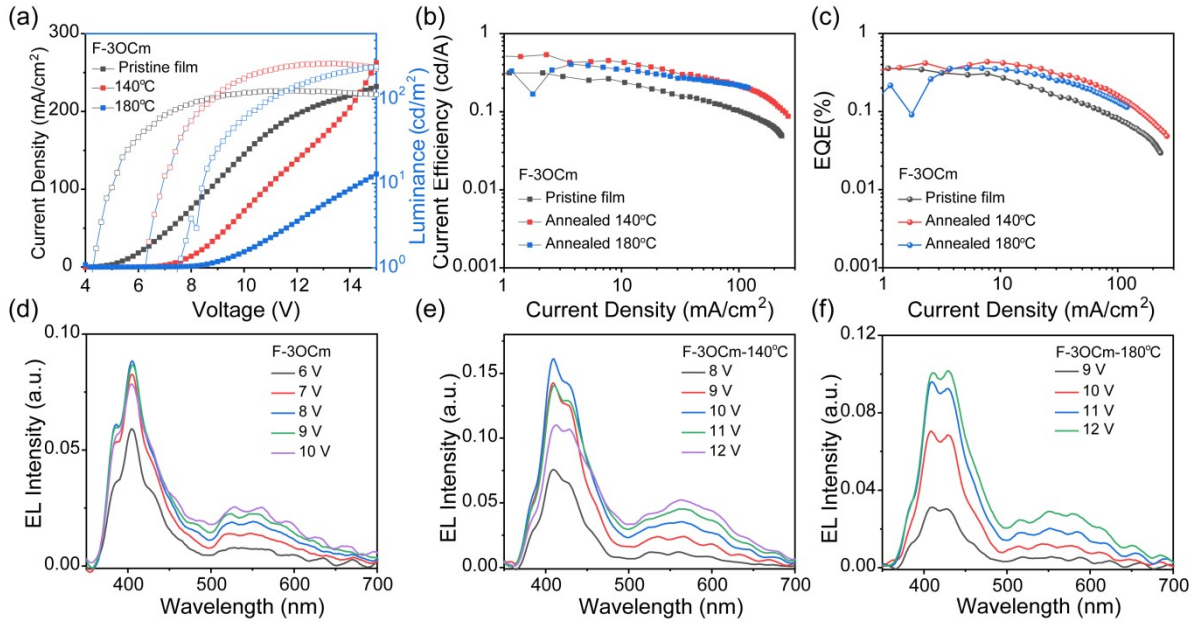 (a)
300
200
100
0
Current Density (mA/cm²)
F-3OCm
Pristine film
140℃
180℃
10²
10¹
10⁰
Luminance (cd/m²)
4 6 8 10 12 14
Voltage (V)
(b)
1
0.1
0.01
0.001
Current Efficiency (cd/A)
F-3OCm
Pristine film
Annealed 140℃
Annealed 180℃
1 10 100
Current Density (mA/cm²)
(c)
1
0.1
0.01
0.001
EQE(%)
F-3OCm
Pristine film
Annealed 140℃
Annealed 180℃
1 10 100
Current Density (mA/cm²)
(d)
0.10
0.05
0.00
EL Intensity (a.u.)
F-3OCm
6 V
7 V
8 V
9 V
10 V
400 500 600 700
Wavelength (nm)
(e)
0.15
0.10
0.05
0.00
EL Intensity (a.u.)
F-3OCm-140℃
8 V
9 V
10 V
11 V
12 V
400 500 600 700
Wavelength (nm)
(f)
0.12
0.08
0.04
0.00
EL Intensity (a.u.)
F-3OCm-180℃
9 V
10 V
11 V
12 V
400 500 600 700
Wavelength (nm)